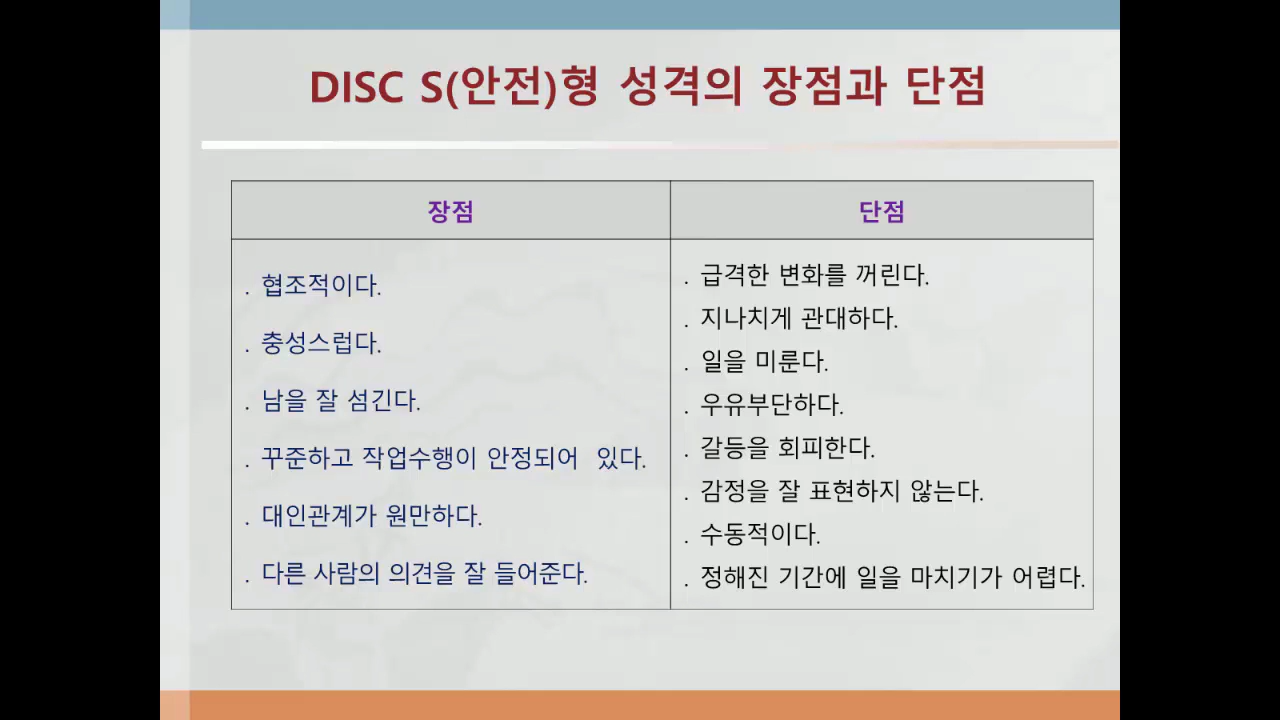 DISC S(안전)형 성격의 장점과 단점
장점
단점
. 협조적이다.
. 충성스럽다.
. 남을 잘 섬긴다.
. 꾸준하고 작업수행이 안정되어 있다.
. 대인관계가 원만하다.
. 다른 사람의 의견을 잘 들어준다.
. 급격한 변화를 꺼린다.
. 지나치게 관대하다.
. 일을 미룬다.
. 우유부단하다.
. 갈등을 회피한다.
. 감정을 잘 표현하지 않는다.
. 수동적이다.
. 정해진 기간에 일을 마치기가 어렵다.